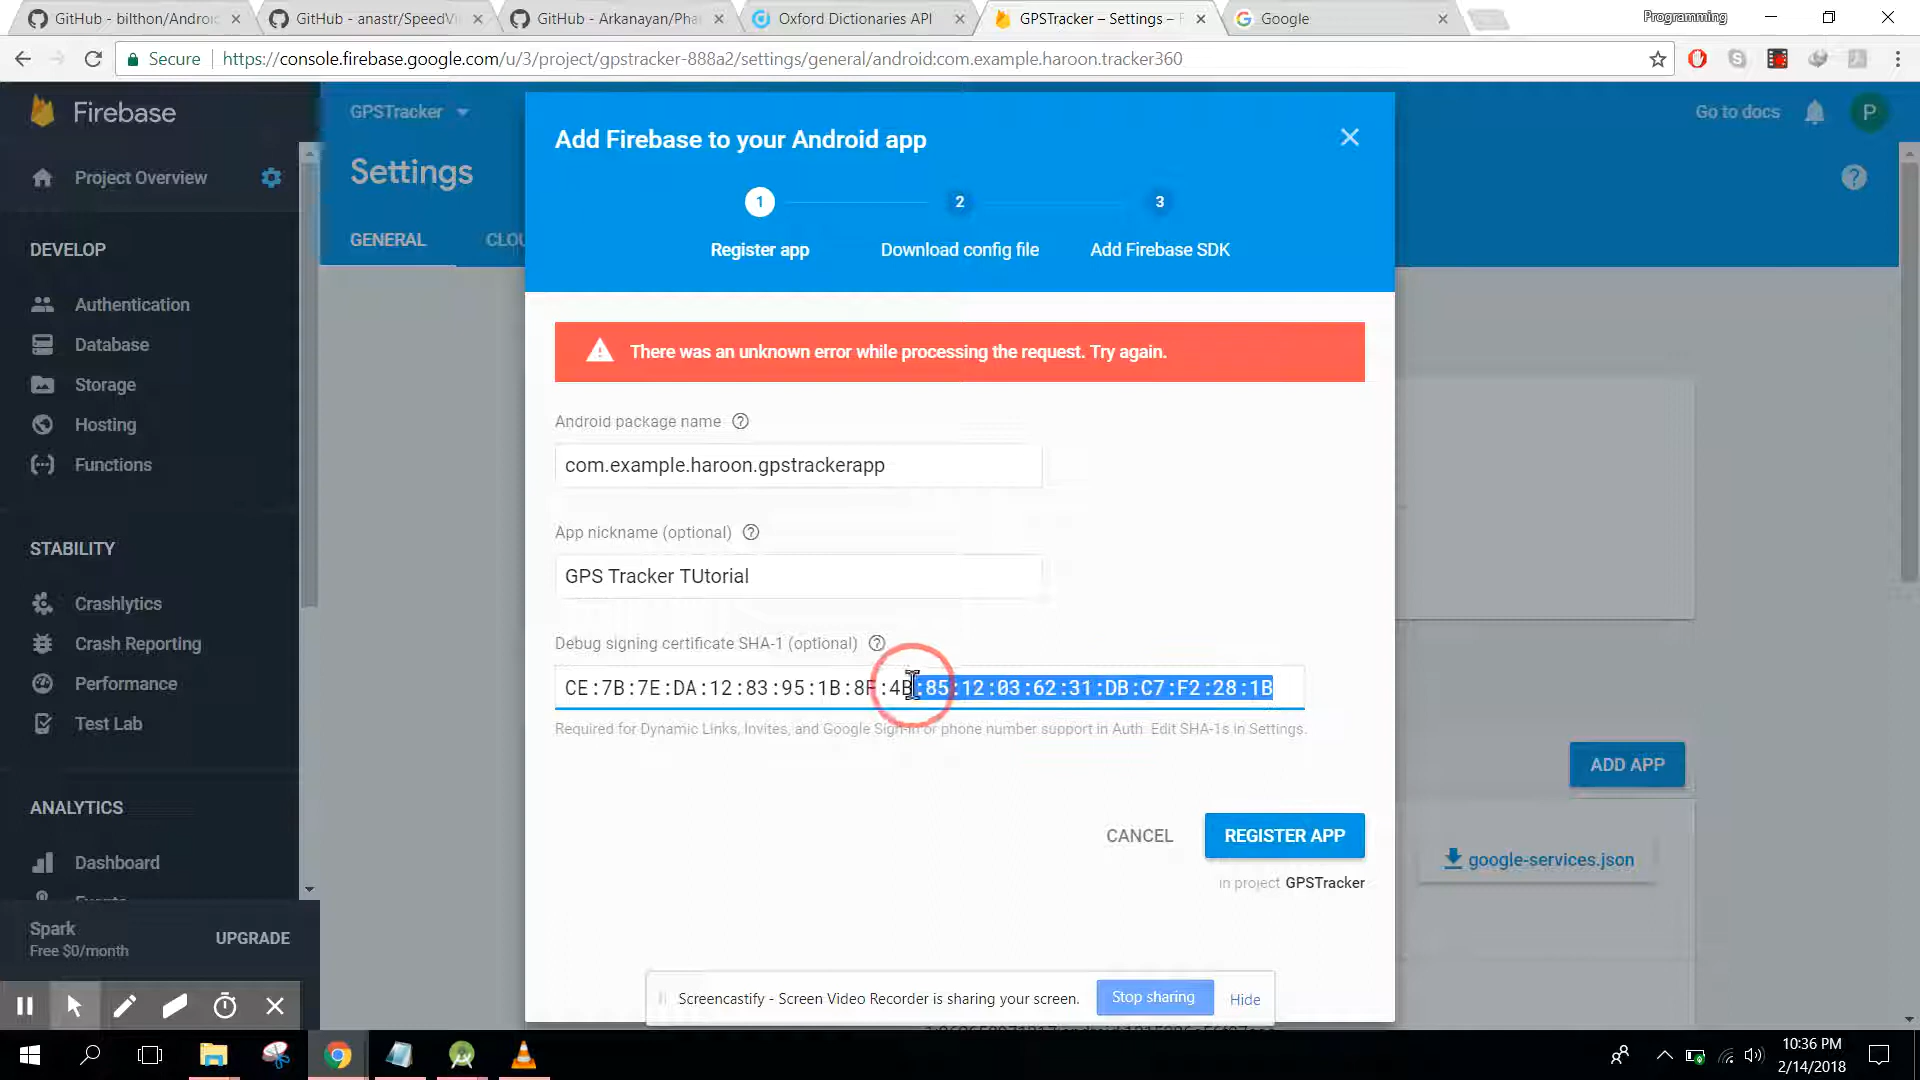 GitHub - bilthon/Androi
GitHub - anastr/SpeedVi
GitHub - Arkanayan/Pha
Oxford Dictionaries API
GPSTracker – Settings –
Google
Programming
Secure
https://console.firebase.google.com/u/3/project/gpstracker-888a2/settings/general/android:com.example.haroon.tracker360
Firebase
GPSTracker
Go to docs
P
Project Overview
Settings
GENERAL
CLOU
DEVELOP
Authentication
Database
Storage
Hosting
Functions
STABILITY
Crashlytics
Crash Reporting
Performance
Test Lab
ANALYTICS
Dashboard
Spark
Free $0/month
UPGRADE
Add Firebase to your Android app
1
2
3
Register app
Download config file
Add Firebase SDK
There was an unknown error while processing the request. Try again.
Android package name
com.example.haroon.gpstrackerapp
App nickname (optional)
GPS Tracker TUtorial
Debug signing certificate SHA-1 (optional)
CE:7B:7E:DA:12:83:95:1B:8F:4B:85:12:03:62:31:DB:C7:F2:28:1B
Required for Dynamic Links, Invites, and Google Sign-In or phone number support in Auth. Edit SHA-1s in Settings.
CANCEL
REGISTER APP
in project GPSTracker
ADD APP
google-services.json
Screencastify - Screen Video Recorder is sharing your screen.
Stop sharing
Hide
10:36 PM
2/14/2018